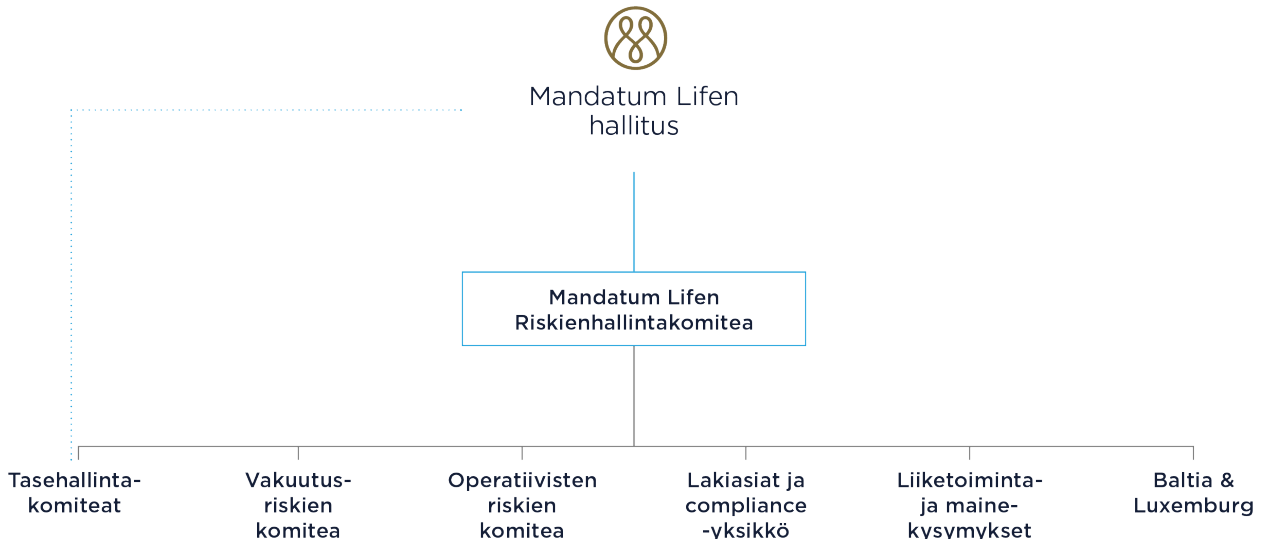 Mandatum Lifen
hallitus
Mandatum Lifen
Riskienhallintakomitea
Tasehallinta-
komiteat
Vakuutus-
riskien
komitea
Operatiivisten
riskien
komitea
Lakiasiat ja
compliance
-yksikkö
Liiketoiminta-
ja maine-
kysymykset
Baltia &
Luxemburg